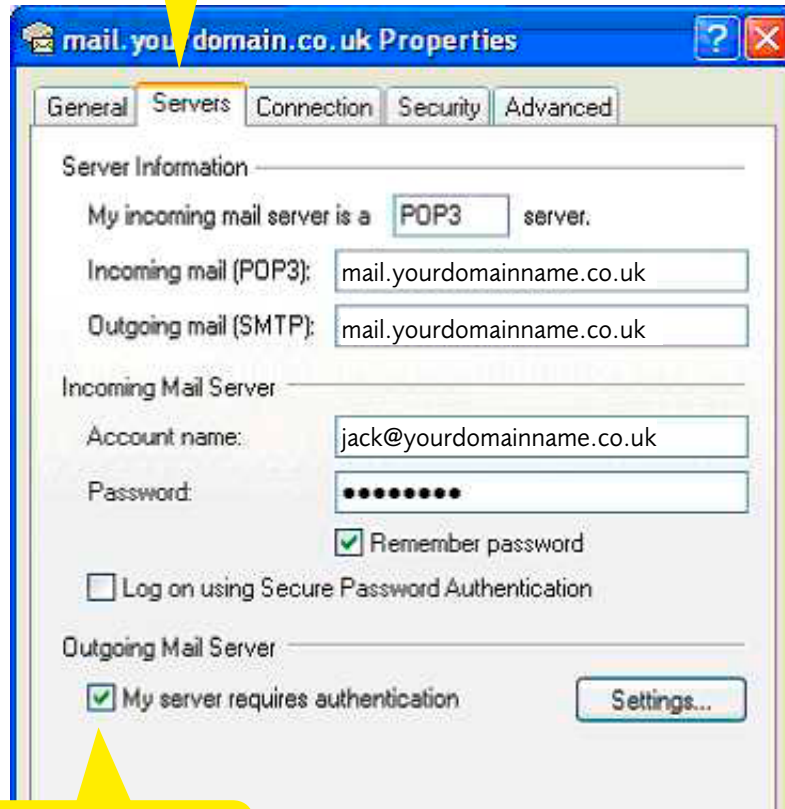 mail.yourdomain.co.uk Properties
General Servers Connection Security Advanced
Server Information
My incoming mail server is a POP3 server.
Incoming mail (POP3): mail.yourdomainname.co.uk
Outgoing mail (SMTP): mail.yourdomainname.co.uk
Incoming Mail Server
Account name: jack@yourdomainname.co.uk
Password: ●●●●●●●●
Remember password
Log on using Secure Password Authentication
Outgoing Mail Server
My server requires authentication Settings...